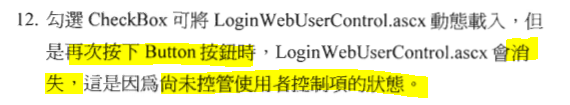 12. 勾選 CheckBox 可將 LoginWebUserControl.ascx 動態載入，但
是再次按下 Button 按鈕時，LoginWebUserControl.ascx 會消
失，這是因為尚未控管使用者控制項的狀態。